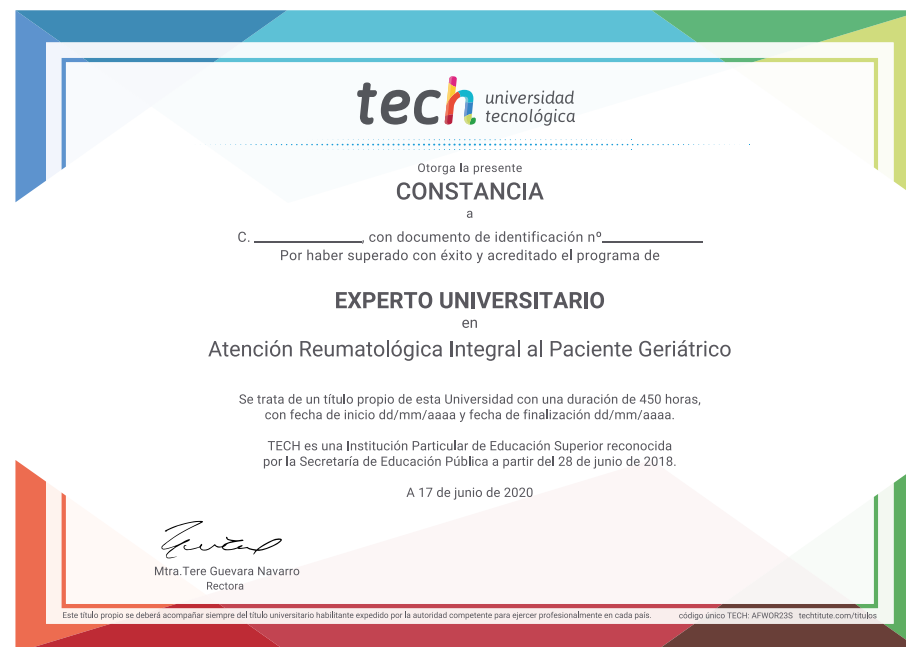 tech universidad
tecnológica
Otorga la presente
CONSTANCIA
a
C. ______________, con documento de identificación nº______________
Por haber superado con éxito y acreditado el programa de
EXPERTO UNIVERSITARIO
en
Atención Reumatológica Integral al Paciente Geriátrico
Se trata de un título propio de esta Universidad con una duración de 450 horas,
con fecha de inicio dd/mm/aaaa y fecha de finalización dd/mm/aaaa.
TECH es una Institución Particular de Educación Superior reconocida
por la Secretaría de Educación Pública a partir del 28 de junio de 2018.
A 17 de junio de 2020
Mtra.Tere Guevara Navarro
Rectora
Este título propio se deberá acompañar siempre del título universitario habilitante expedido por la autoridad competente para ejercer profesionalmente en cada país. código único TECH: AFWOR23S techtitute.com/titulos